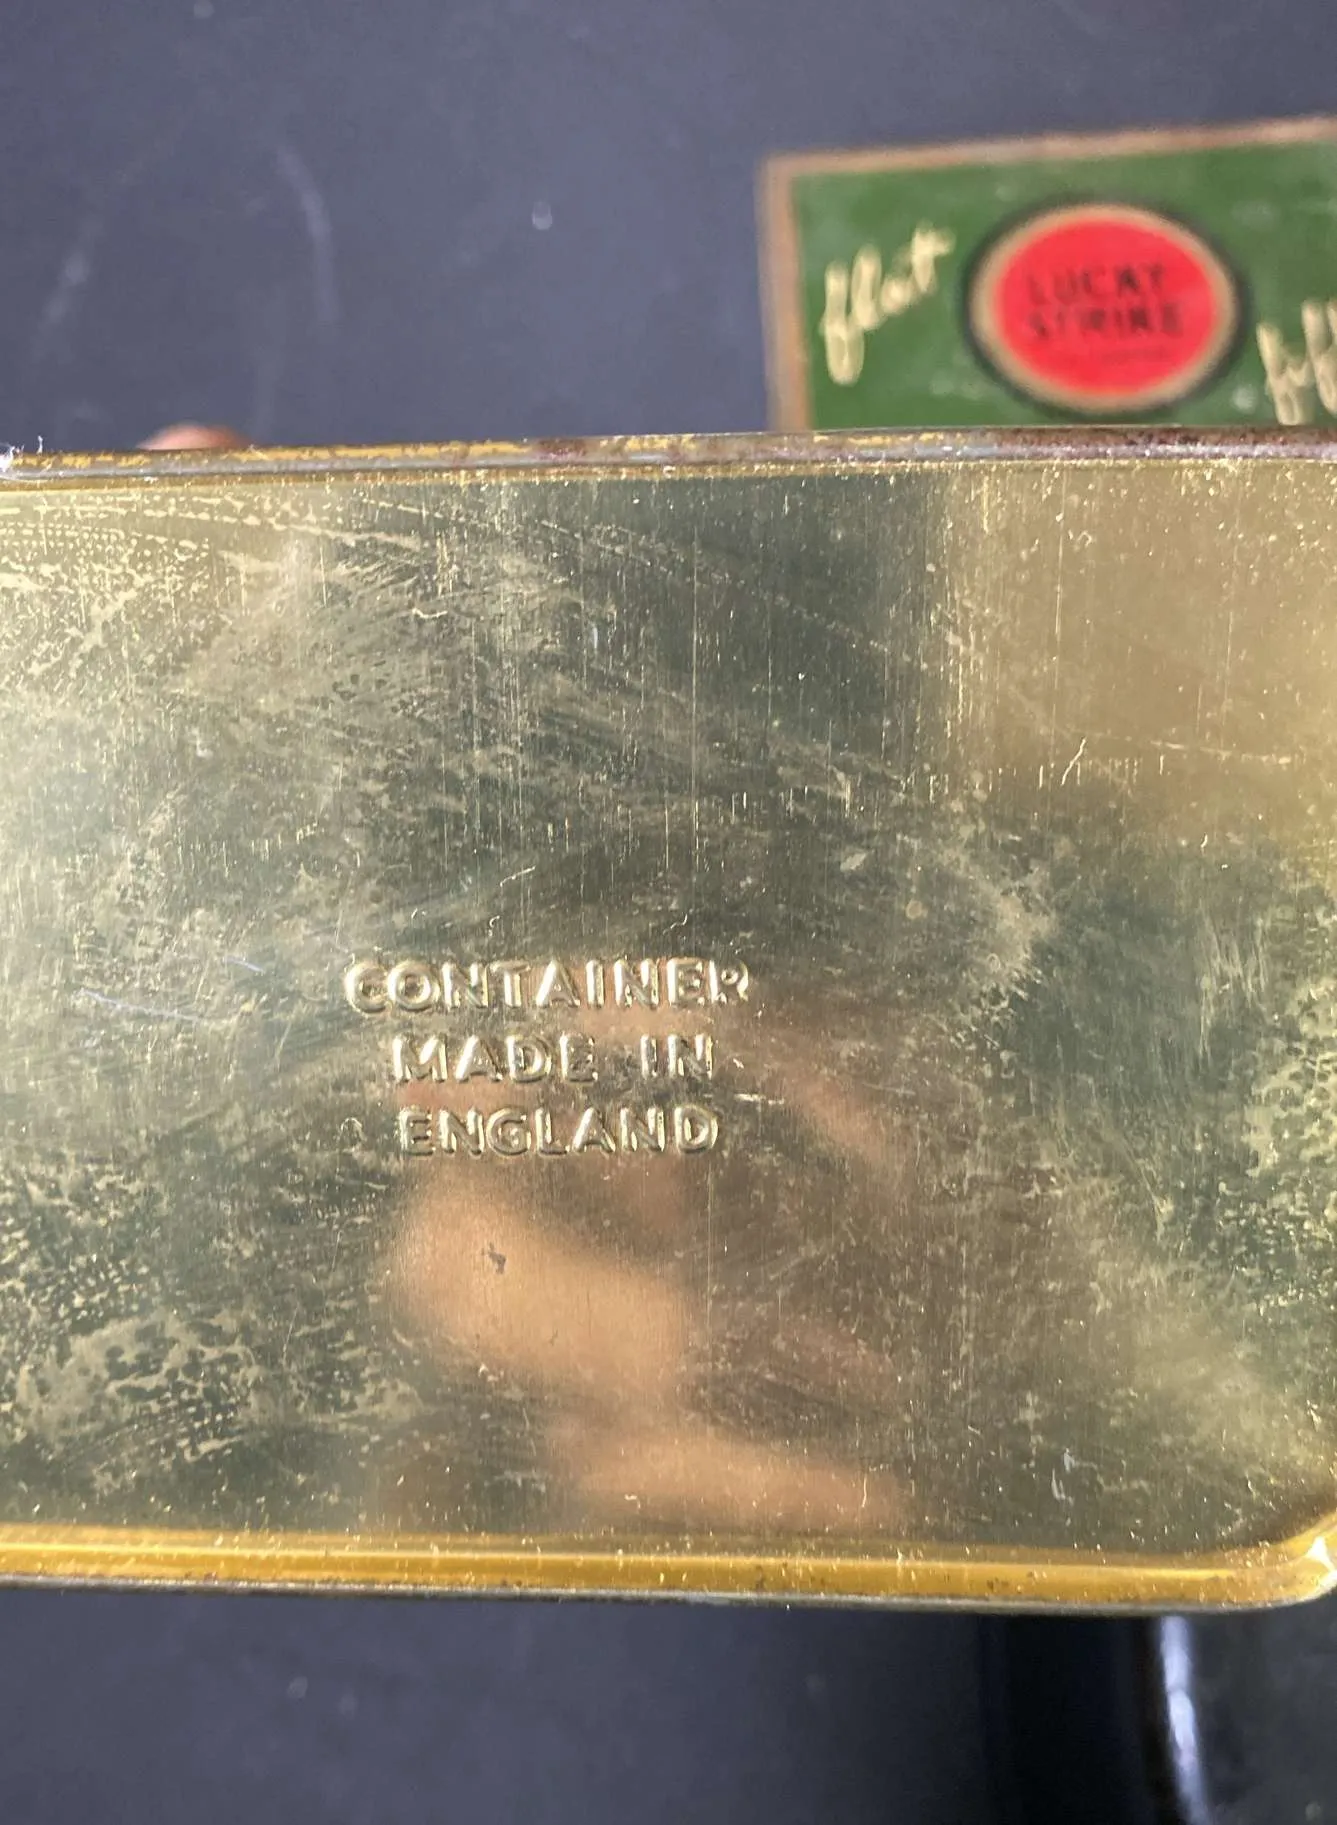 flat
LUCKY
STRIKE
CONTAINER
MADE IN
ENGLAND